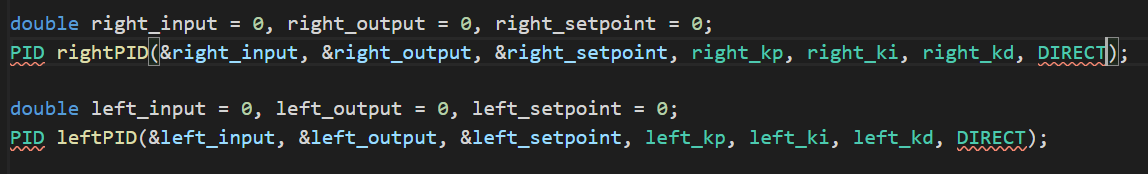 double right_input = 0, right_output = 0, right_setpoint = 0;
PID rightPID(&right_input, &right_output, &right_setpoint, right_kp, right_ki, right_kd, DIRECT);
double left_input = 0, left_output = 0, left_setpoint = 0;
PID leftPID(&left_input, &left_output, &left_setpoint, left_kp, left_ki, left_kd, DIRECT);